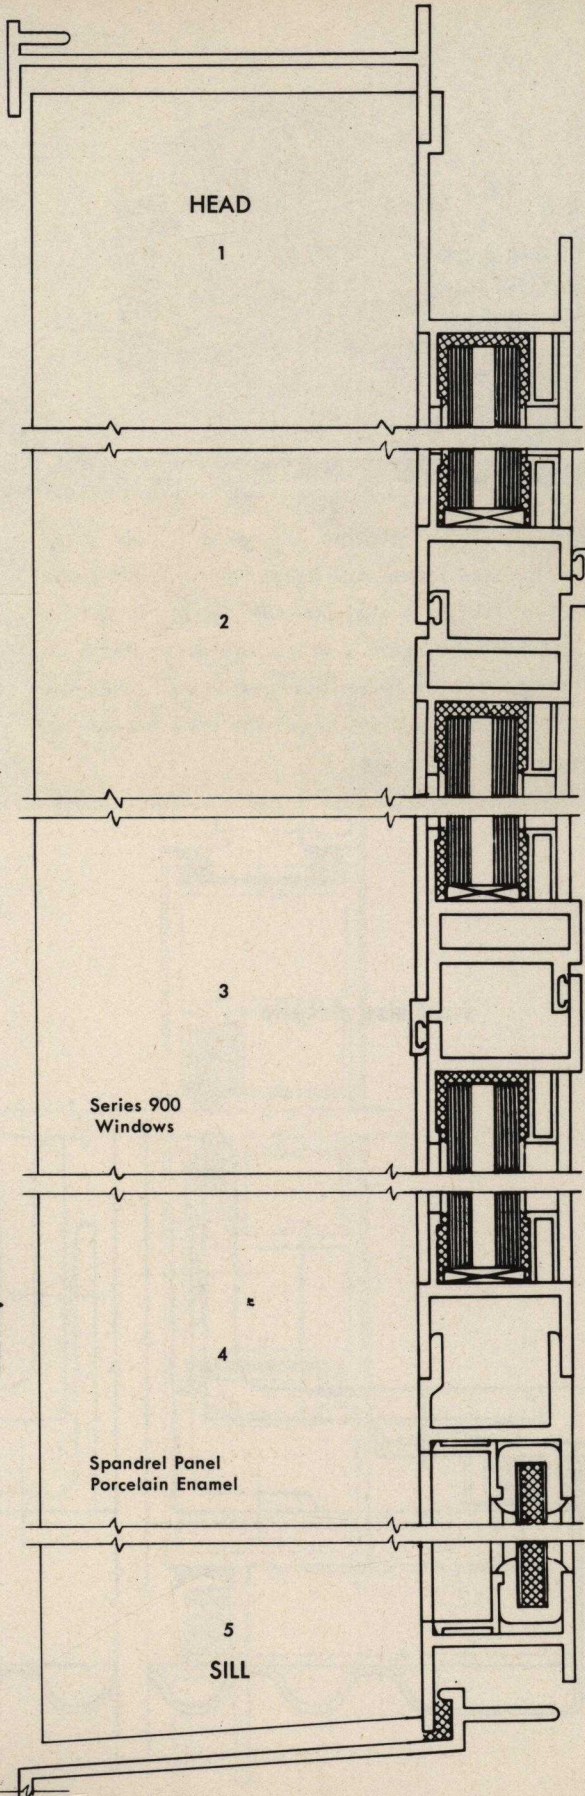 HEAD
1
2
3
Series 900
Windows
4
Spandrel Panel
Porcelain Enamel
5
SILL